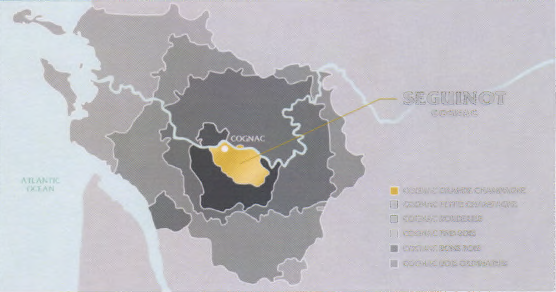 SEGUINOT
COGNAC
COGNAC
ATLANTIC
OCEAN
COGNAC GRANDE CHAMPAGNE
COGNAC PETITE CHAMPAGNE
COGNAC BORDERIES
COGNAC FINS BOIS
COGNAC BONS BOIS
COGNAC BOIS ORDINAIRES